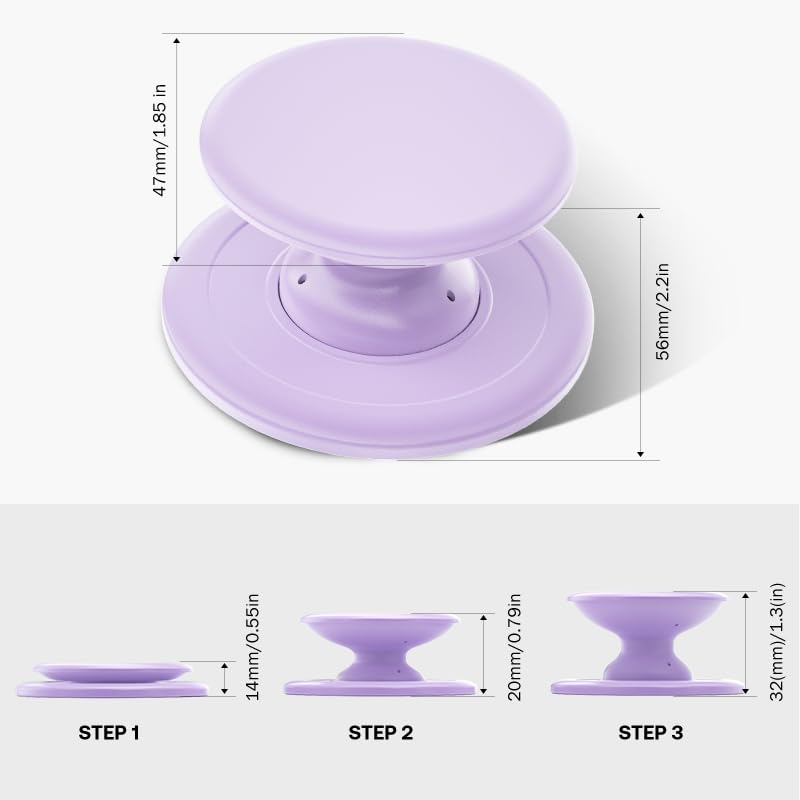 47mm/1.85 in
56mm/2.2in
14mm/0.55in
20mm/0.79in
32(mm)/1.3(in)
STEP 1
STEP 2
STEP 3